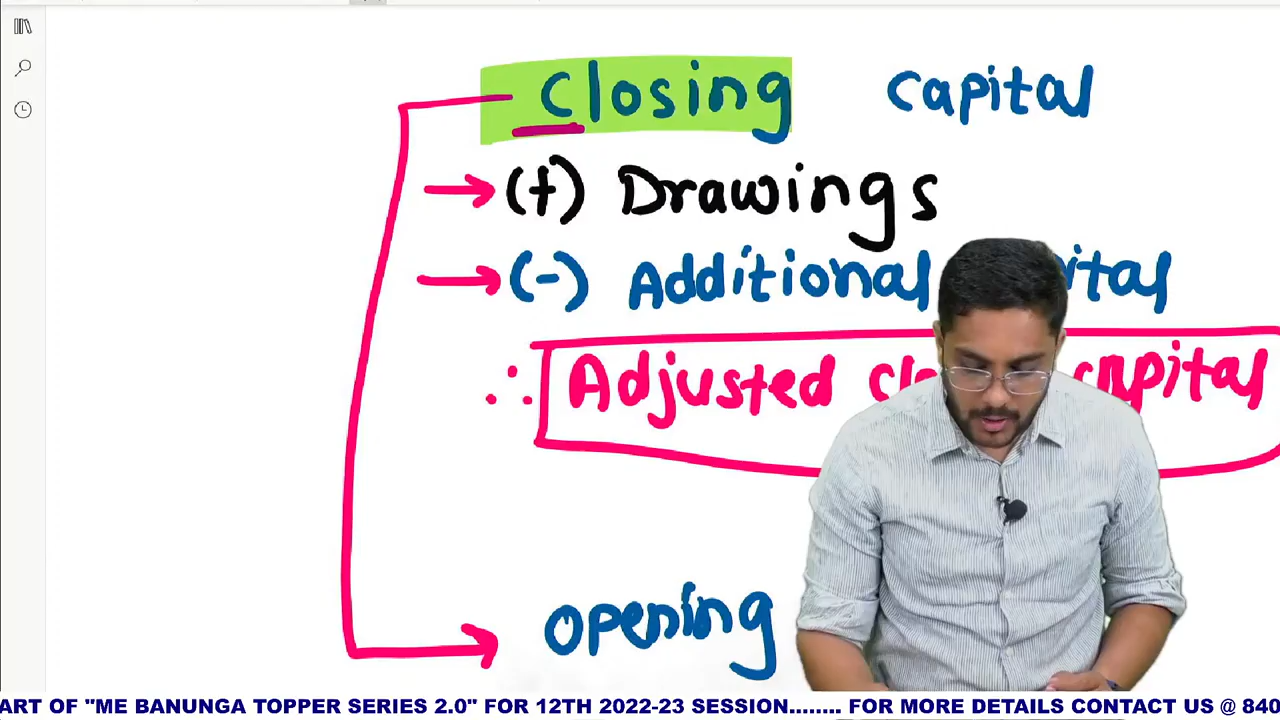 Closing capital
→ (+) Drawings
→ (-) Additional
∴ Adjusted capital
opening
ART OF "ME BANUNGA TOPPER SERIES 2.0" FOR 12TH 2022-23 SESSION........ FOR MORE DETAILS CONTACT US @ 840